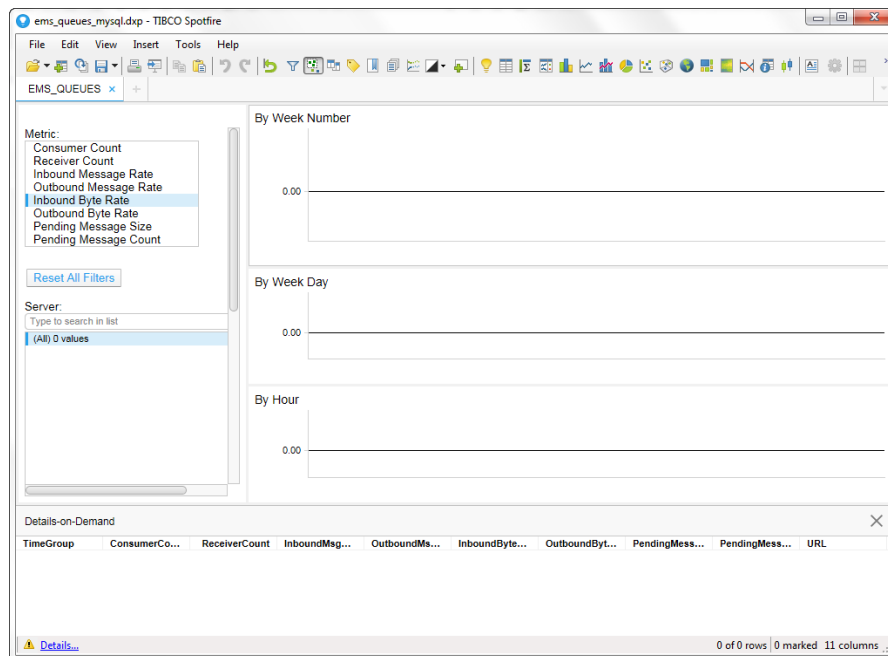 ems_queues_mysql.dxp - TIBCO Spotfire
File Edit View Insert Tools Help
EMS_QUEUES
Metric:
Consumer Count
Receiver Count
Inbound Message Rate
Outbound Message Rate
Inbound Byte Rate
Outbound Byte Rate
Pending Message Size
Pending Message Count
Reset All Filters
Server:
Type to search in list
(All) 0 values
By Week Number
0.00
By Week Day
0.00
By Hour
0.00
Details-on-Demand
TimeGroup ConsumerCo... ReceiverCount InboundMsg... OutboundMs... InboundByte... OutboundByt... PendingMess... PendingMess... URL
Details... 0 of 0 rows 0 marked 11 columns